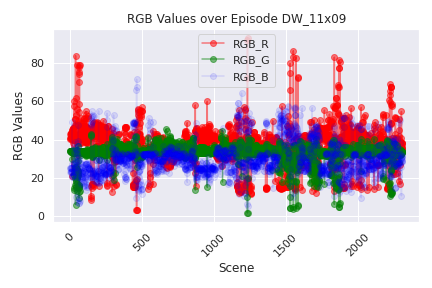 RGB Values over Episode DW_11x09
RGB_R
RGB_G
RGB_B
RGB Values
80
60
40
20
0
0
500
1000
1500
2000
Scene